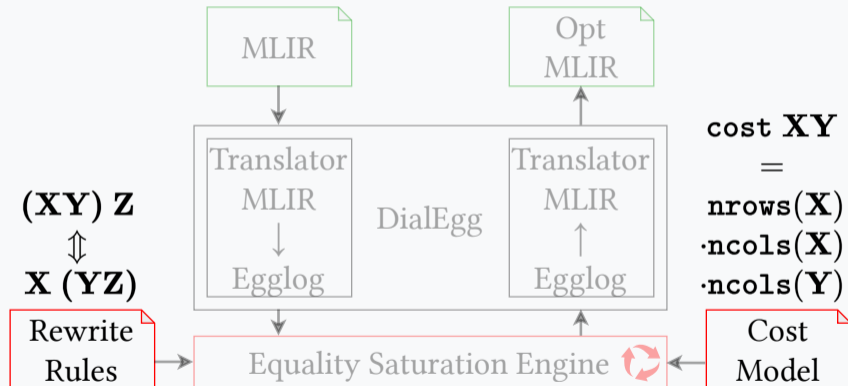 MLIR
Opt
MLIR
Translator
MLIR
↓
Egglog
DialEgg
Translator
MLIR
↑
Egglog
(XY) Z
⇕
X (YZ)
cost XY
=
nrows(X)
·ncols(X)
·ncols(Y)
Rewrite
Rules
Equality Saturation Engine
Cost
Model